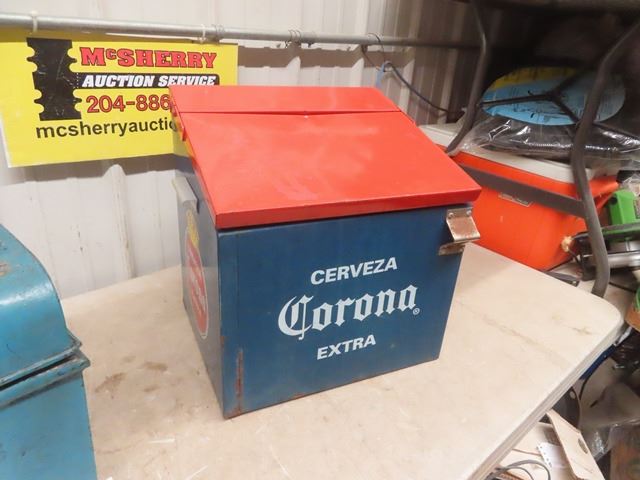 McSHERRY
AUCTION SERVICE
204-886
mcsherryauctio
CERVEZA
Corona®
EXTRA